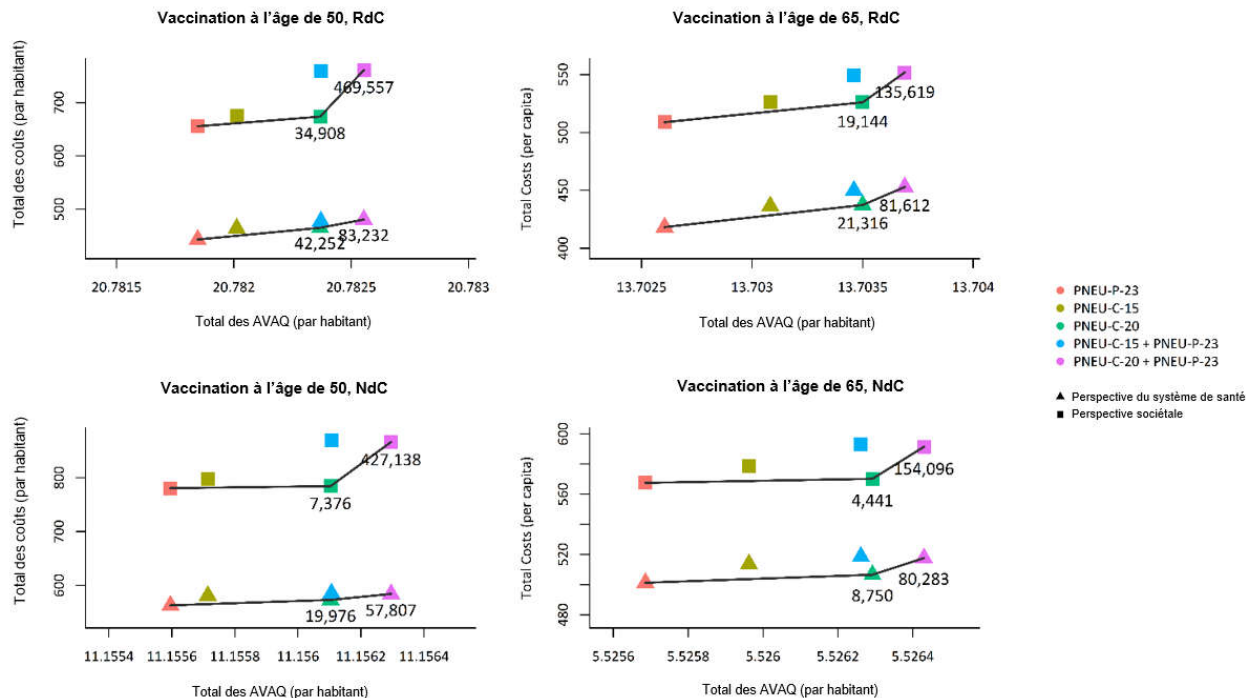 Vaccination à l'âge de 50, RdC
Total des coûts (par habitant)
700
600
500
469,557
34,908
42,252
83,232
20.7815
20.782
20.7825
20.783
Total des AVAQ (par habitant)
Vaccination à l'âge de 65, RdC
Total Costs (per capita)
550
500
450
400
135,619
19,144
81,612
21,316
13.7025
13.703
13.7035
13.704
Total des AVAQ (par habitant)
PNEU-P-23
PNEU-C-15
PNEU-C-20
PNEU-C-15 + PNEU-P-23
PNEU-C-20 + PNEU-P-23
Perspective du système de santé
Perspective sociétale
Vaccination à l'âge de 50, NdC
Total des coûts (par habitant)
800
700
600
427,138
7,376
19,976
57,807
11.1554
11.1556
11.1558
11.156
11.1562
11.1564
Total des AVAQ (par habitant)
Vaccination à l'âge de 65, NdC
Total Costs (per capita)
600
560
520
480
154,096
4,441
80,283
8,750
5.5256
5.5258
5.526
5.5262
5.5264
Total des AVAQ (par habitant)